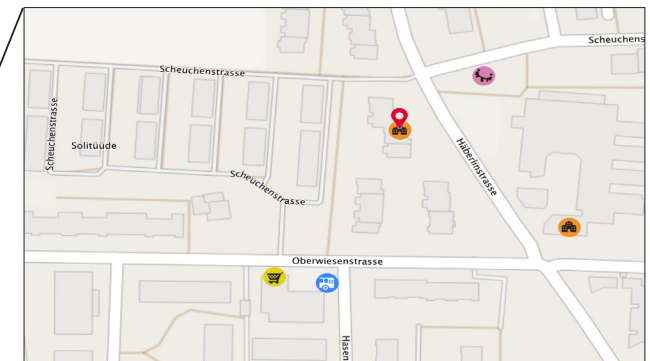 Scheuchens
Scheuchenstrasse
Scheuchenstrasse
Solitüüde
Häberlinstrasse
Scheuchenstrasse
Oberwiesenstrasse
Hasen